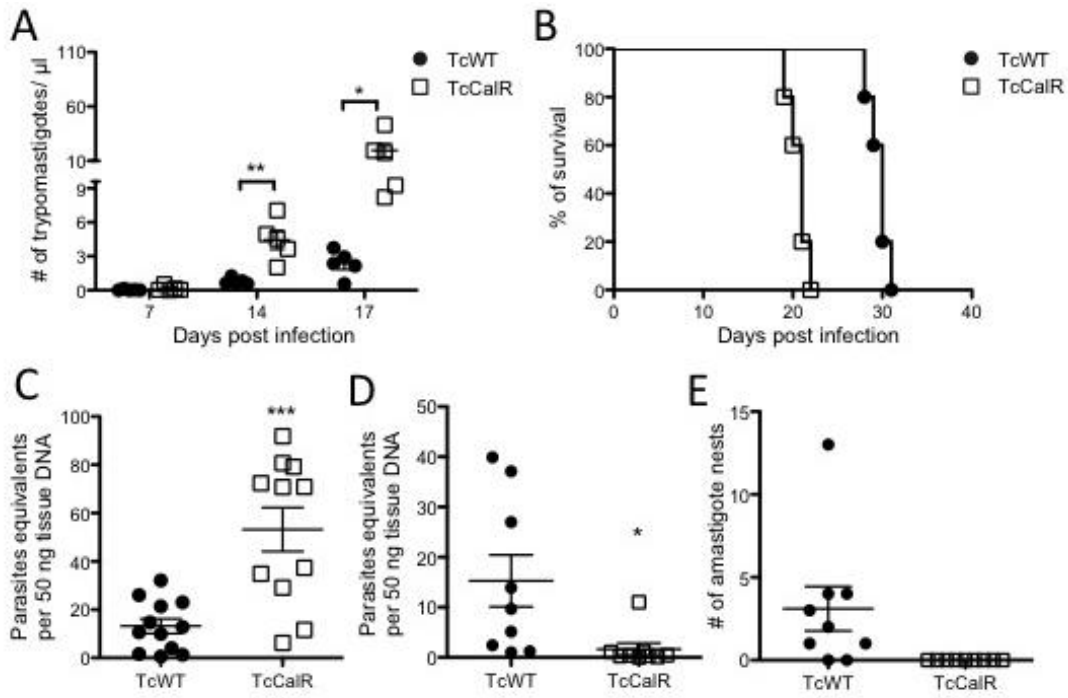 A
# of trypomastigotes/ µl
110
60
10
9
6
3
0
**
*
7
14
17
Days post infection
TcWT
TcCalR
B
% of survival
100
80
60
40
20
0
0
20
30
40
Days post infection
TcWT
TcCalR
C
Parasites equivalents
per 50 ng tissue DNA
100
80
60
40
20
0
***
TcWT
TcCalR
D
Parasites equivalents
per 50 ng tissue DNA
50
40
30
20
10
0
*
TcWT
TcCalR
E
# of amastigote nests
15
10
5
0
TcWT
TcCalR